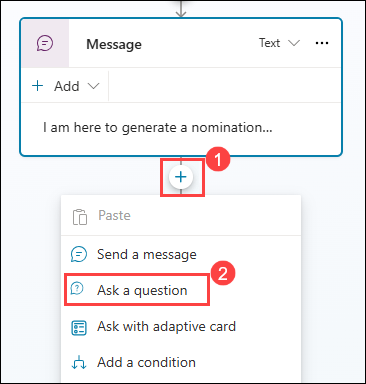 Message
Text
Add
I am here to generate a nomination...
1
Paste
Send a message
2
Ask a question
Ask with adaptive card
Add a condition